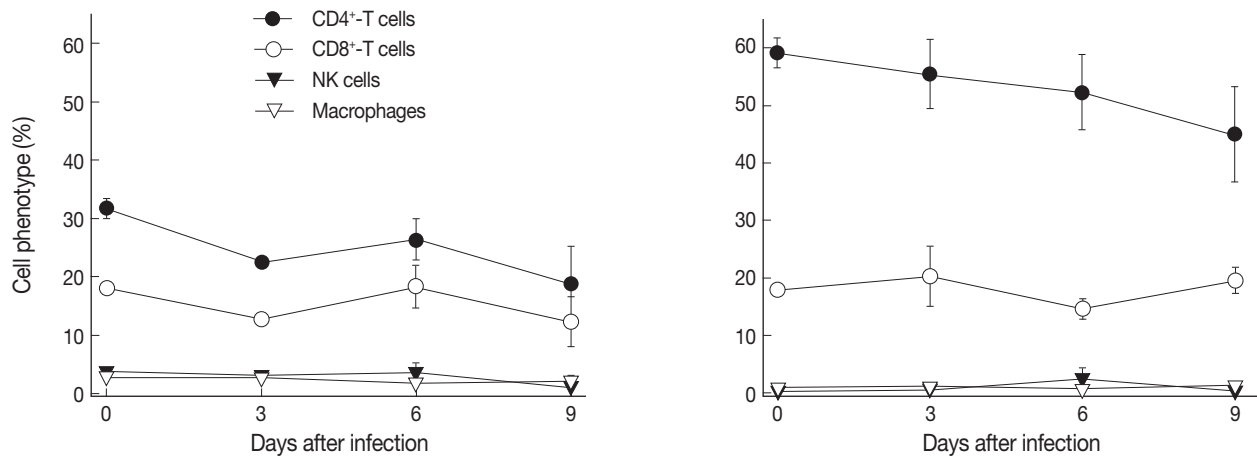 CD4⁺-T cells
CD8⁺-T cells
NK cells
Macrophages
Cell phenotype (%)
60
50
40
30
20
10
0
0 3 6 9
Days after infection
60
50
40
30
20
10
0
0 3 6 9
Days after infection